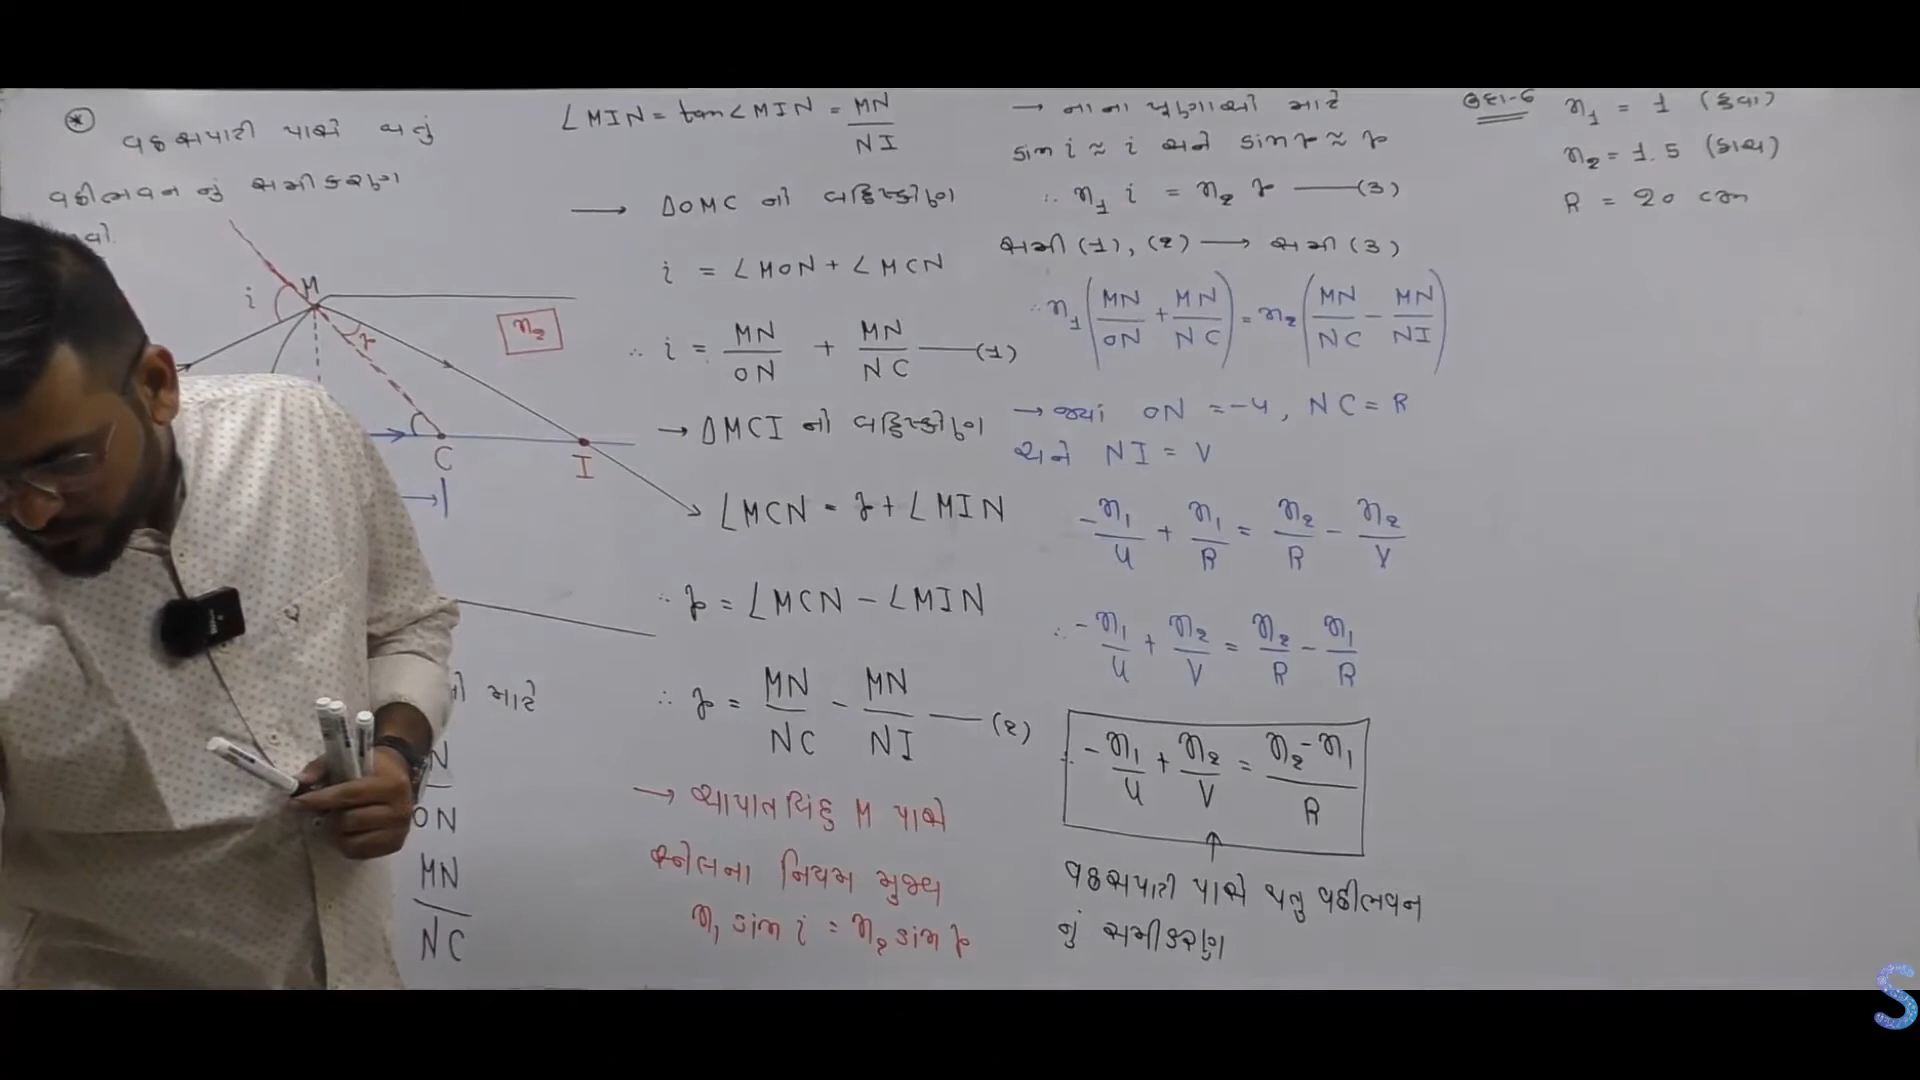 * વક્રસપાટી પાસે થતું
વક્રીભવન નું સમીકરણ
વો.
i M
r
n₂
C I
ી માટે
N
ON
MN
NC
∠MIN = tan∠MIN = MN/NI
→ ΔOMC નો બહિષ્કોણ
i = ∠MON + ∠MCN
∴ i = MN/ON + MN/NC —(1)
→ ΔMCI નો બહિષ્કોણ
∠MCN = r + ∠MIN
∴ r = ∠MCN − ∠MIN
∴ r = MN/NC − MN/NI —(2)
→ આપાતબિંદુ M પાસે
સ્નેલના નિયમ મુજબ
n₁ sin i = n₂ sin r
→ નાના ખૂણાઓ માટે
sin i ≈ i અને sin r ≈ r
∴ n₁ i = n₂ r —(3)
સમી (1), (2) → સમી (3)
∴ n₁(MN/ON + MN/NC) = n₂(MN/NC − MN/NI)
→ જ્યાં ON = −u, NC = R
અને NI = V
−n₁/u + n₁/R = n₂/R − n₂/V
∴ −n₁/u + n₂/V = n₂/R − n₁/R
∴ −n₁/u + n₂/V = n₂−n₁/R
વક્રસપાટી પાસે થતુ વક્રીભવન
નું સમીકરણ
ઉદા-6 n₁ = 1 (હવા)
n₂ = 1.5 (કાચ)
R = 20 cm
S